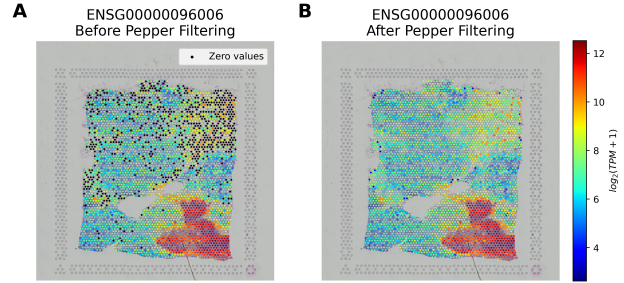 A
ENSG00000096006
Before Pepper Filtering
Zero values
B
ENSG00000096006
After Pepper Filtering
12
10
8
6
4
log₂(TPM + 1)